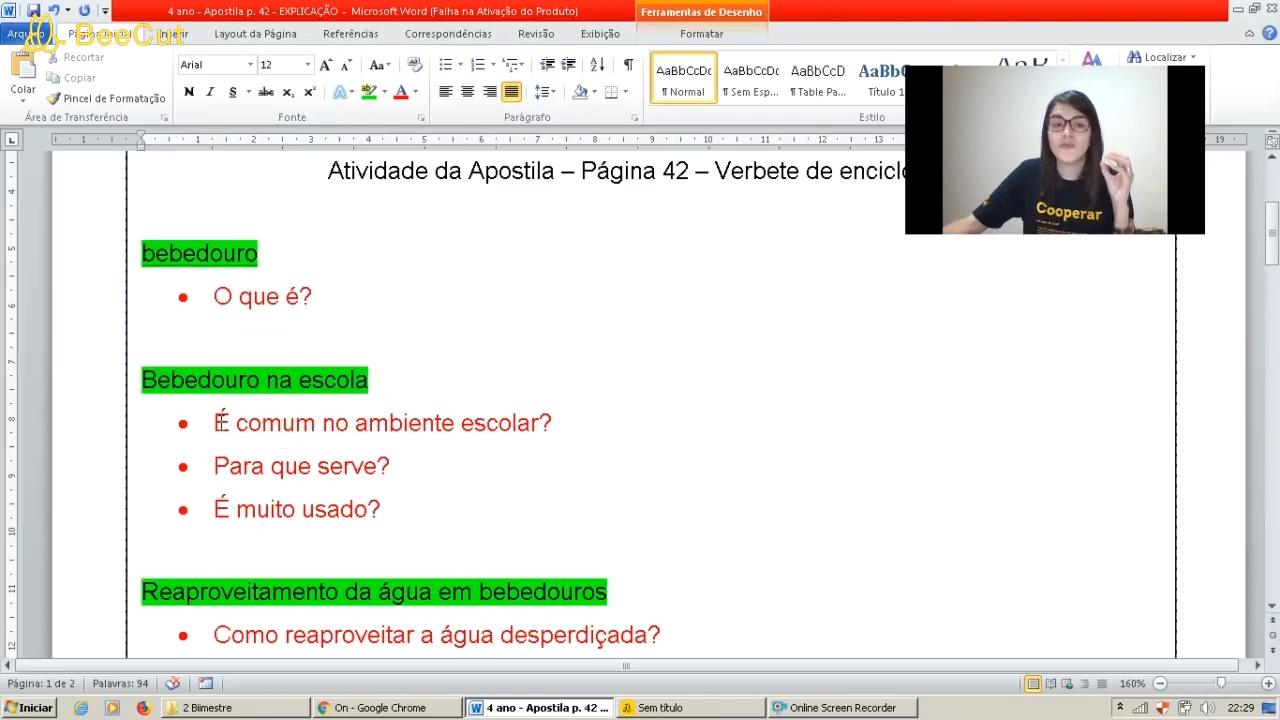 4 ano - Apostila p. 42 - EXPLICAÇÃO - Microsoft Word (Falha na Ativação do Produto)
Ferramentas de Desenho
BeeCut
Layout da Página Referências Correspondências Revisão Exibição Formatar
Recortar
Copiar
Colar
Pincel de Formatação
Área de Transferência
Arial 12
Fonte
Parágrafo
AaBbCcDc AaBbCcDc AaBbCcD
¶ Normal ¶ Sem Esp... ¶ Table Pa... Título 1
Estilo
Localizar
Atividade da Apostila – Página 42 – Verbete de
Cooperar
bebedouro
• O que é?
Bebedouro na escola
• É comum no ambiente escolar?
• Para que serve?
• É muito usado?
Reaproveitamento da água em bebedouros
• Como reaproveitar a água desperdiçada?
Página: 1 de 2 Palavras: 94 160%
Iniciar 2 Bimestre On - Google Chrome 4 ano - Apostila p. 42 ... Sem título Online Screen Recorder 22:29